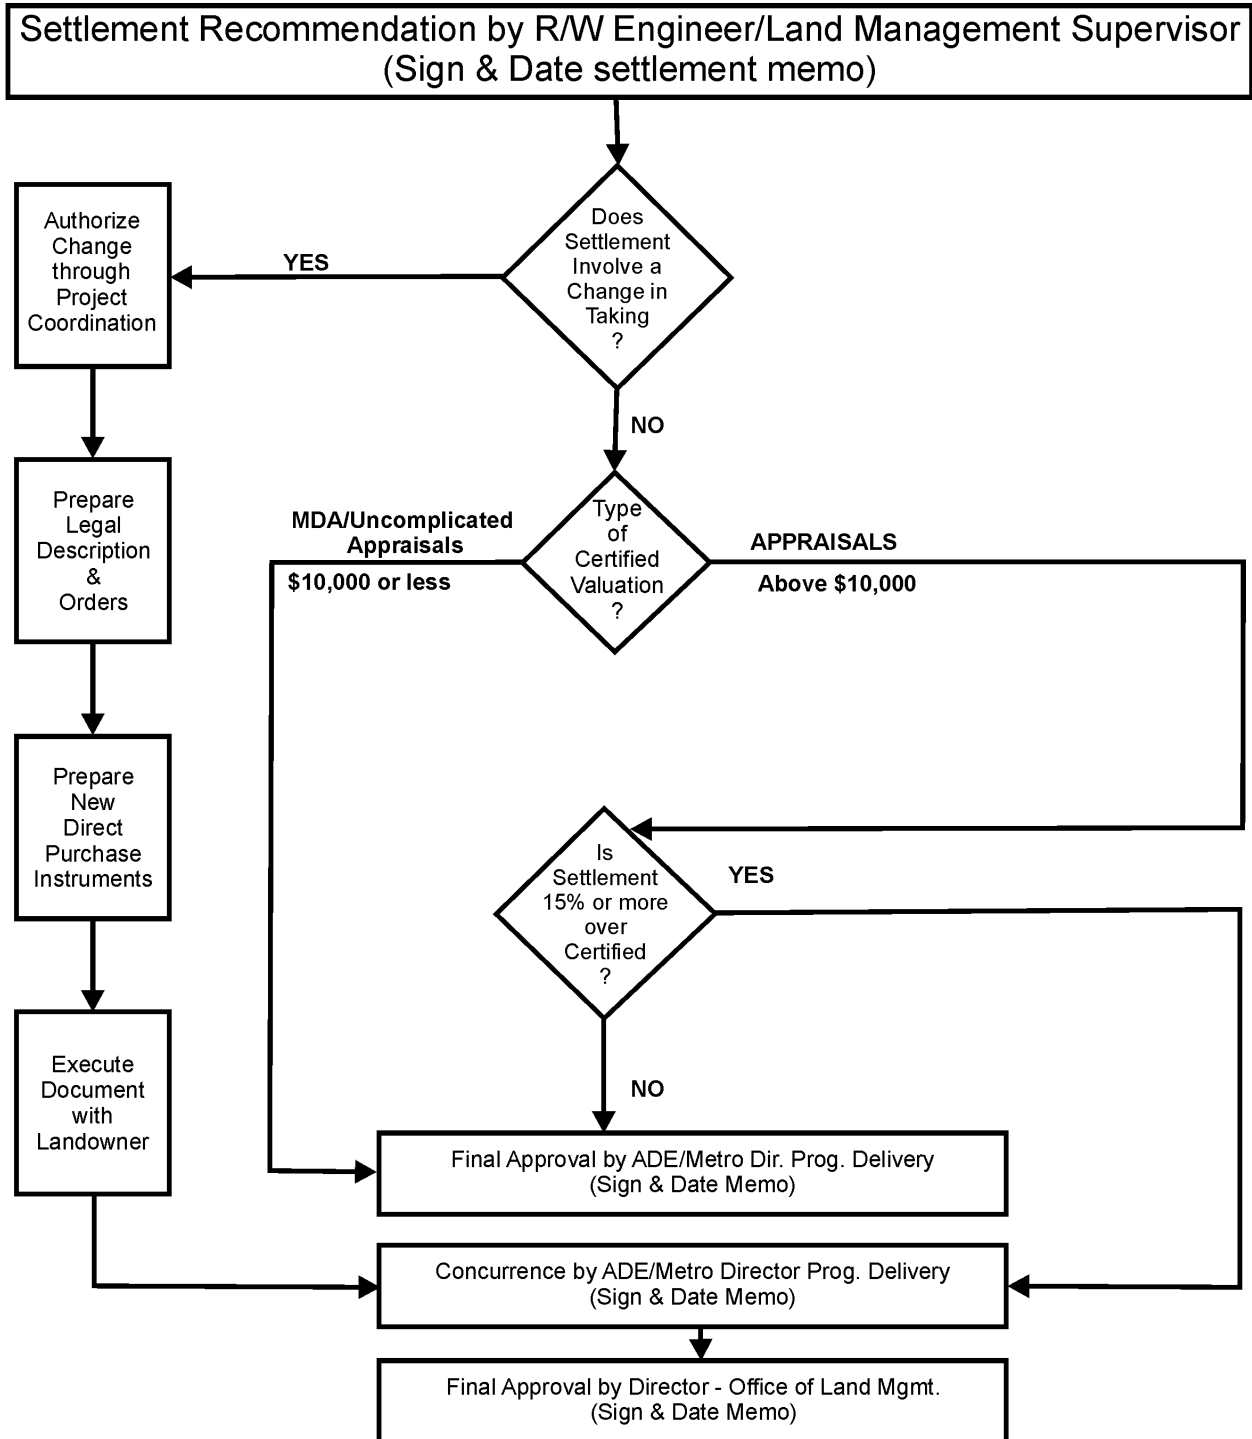 Settlement Recommendation by R/W Engineer/Land Management Supervisor
(Sign & Date settlement memo)
Does
Settlement
Involve a
Change in
Taking
?
YES
Authorize
Change
through
Project
Coordination
NO
Prepare
Legal
Description
&
Orders
Type
of
Certified
Valuation
?
MDA/Uncomplicated
Appraisals
$10,000 or less
APPRAISALS
Above $10,000
Prepare
New
Direct
Purchase
Instruments
Is
Settlement
15% or more
over
Certified
?
YES
NO
Execute
Document
with
Landowner
Final Approval by ADE/Metro Dir. Prog. Delivery
(Sign & Date Memo)
Concurrence by ADE/Metro Director Prog. Delivery
(Sign & Date Memo)
Final Approval by Director - Office of Land Mgmt.
(Sign & Date Memo)